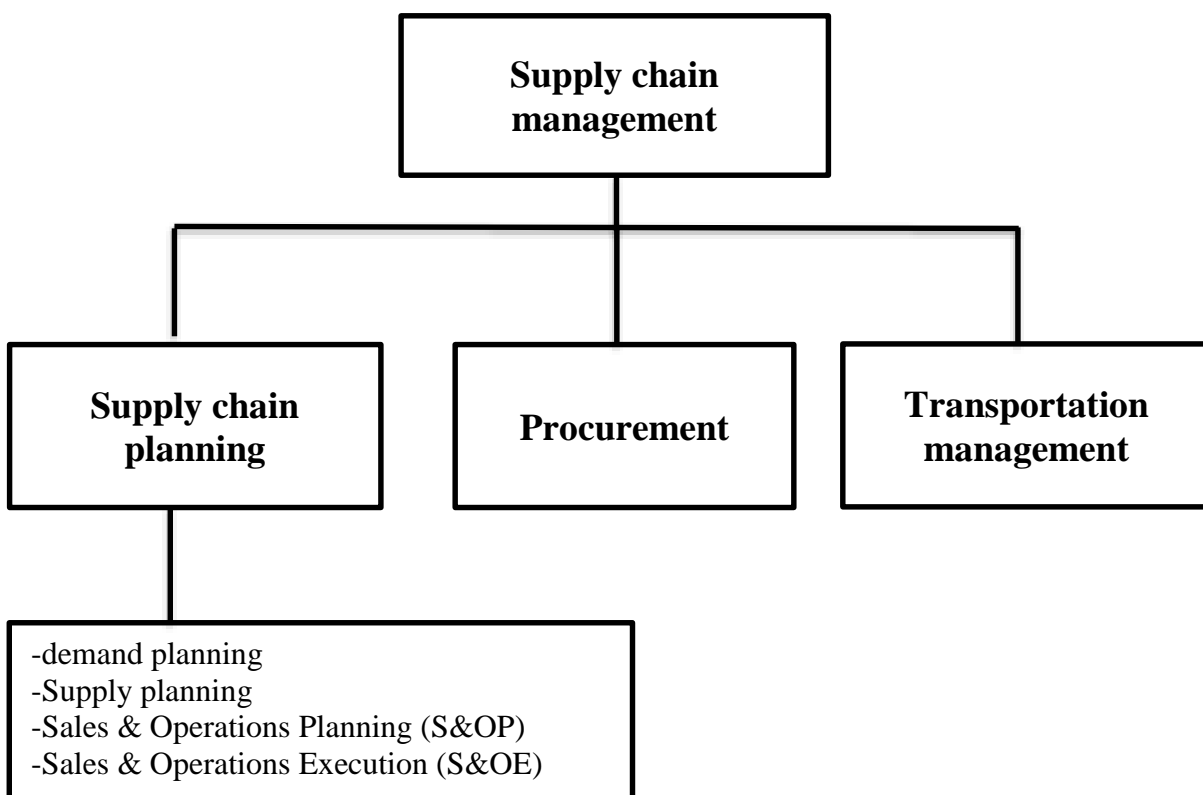 Supply chain
management
Supply chain
planning
Procurement
Transportation
management
-demand planning
-Supply planning
-Sales & Operations Planning (S&OP)
-Sales & Operations Execution (S&OE)